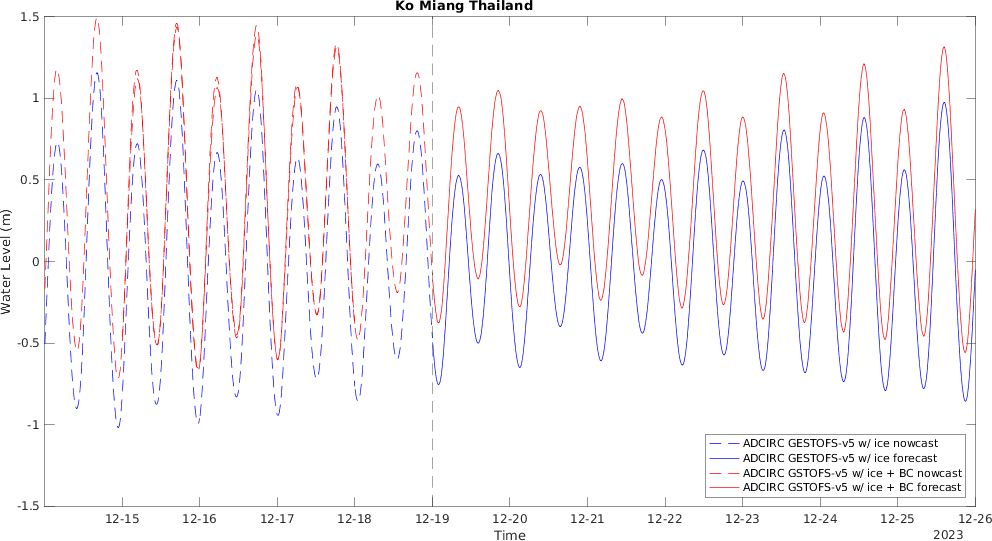 Ko Miang Thailand
Water Level (m)
1.5
1
0.5
0
-0.5
-1
-1.5
ADCIRC GESTOFS-v5 w/ ice nowcast
ADCIRC GESTOFS-v5 w/ ice forecast
ADCIRC GSTOFS-v5 w/ ice + BC nowcast
ADCIRC GSTOFS-v5 w/ ice + BC forecast
12-15 12-16 12-17 12-18 12-19 12-20 12-21 12-22 12-23 12-24 12-25 12-26
Time
2023